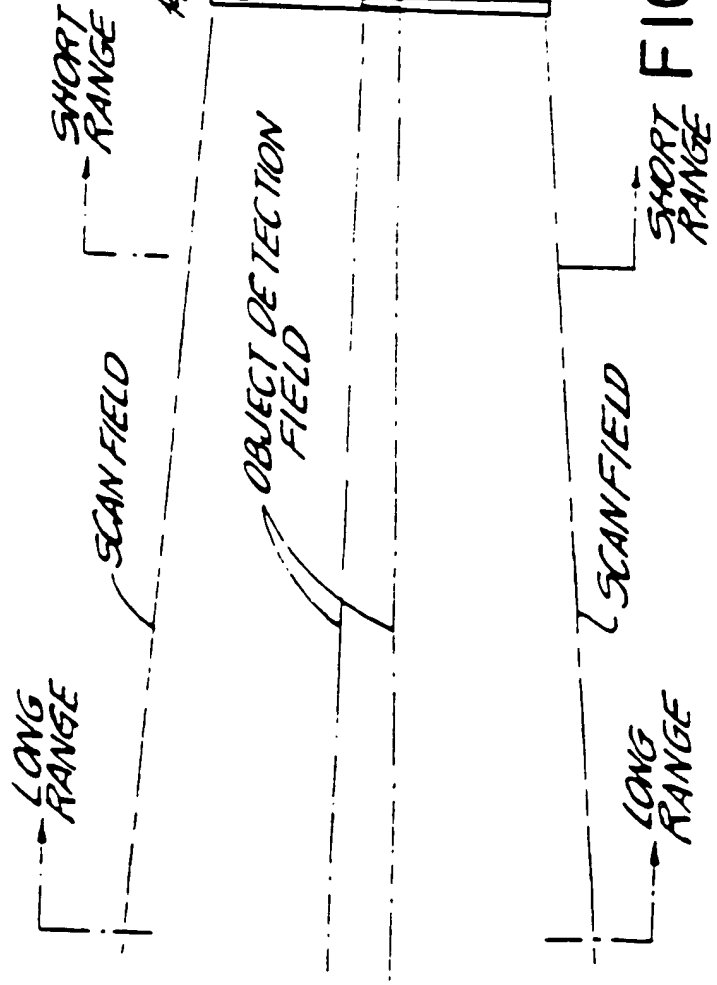 LONG
RANGE
SCAN FIELD
SHORT
RANGE
OBJECT DETECTION
FIELD
LONG
RANGE
SCAN FIELD
SHORT
RANGE